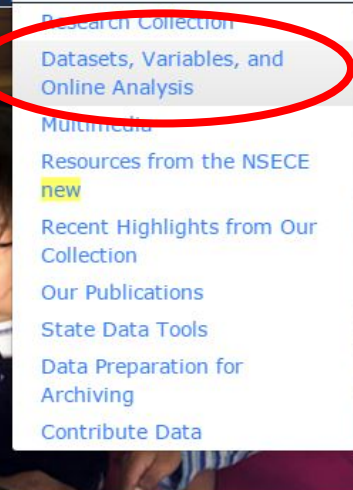 Research Collection
Datasets, Variables, and
Online Analysis
Multimedia
Resources from the NSECE
new
Recent Highlights from Our
Collection
Our Publications
State Data Tools
Data Preparation for
Archiving
Contribute Data